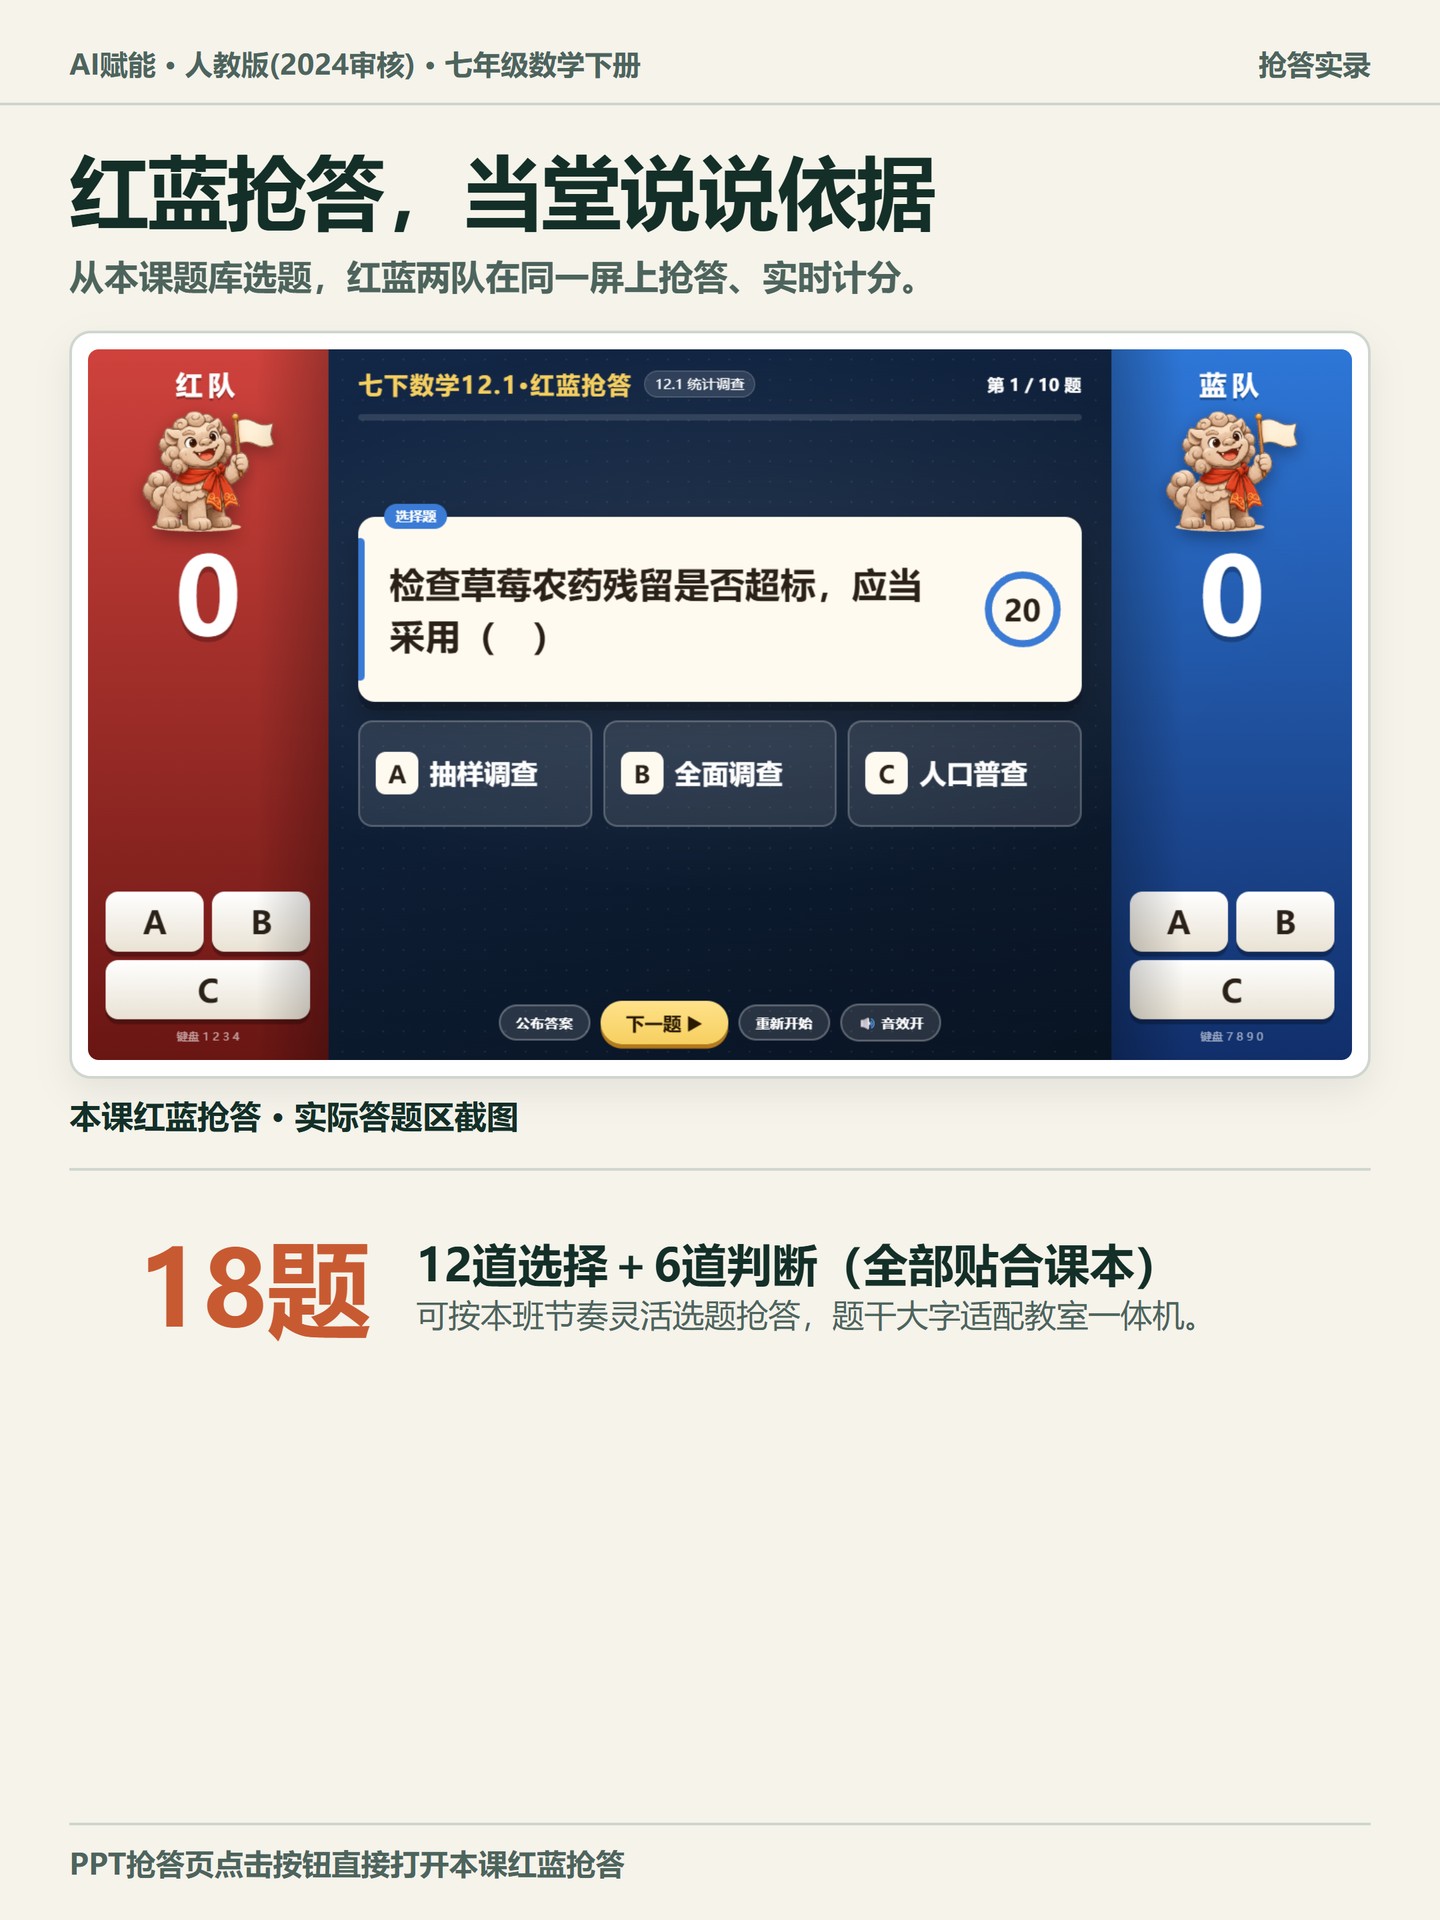 AI赋能 • 人教版(2024审核) • 七年级数学下册
抢答实录
红蓝抢答，当堂说说依据
从本课题库选题，红蓝两队在同一屏上抢答、实时计分。
红队
七下数学12.1·红蓝抢答
12.1 统计调查
第 1 / 10 题
蓝队
0
0
选择题
检查草莓农药残留是否超标，应当
采用（　）
20
A 抽样调查
B 全面调查
C 人口普查
A
B
C
键盘 1 2 3 4
A
B
C
键盘 7 8 9 0
公布答案
下一题 ▶
重新开始
🔊 音效开
本课红蓝抢答 • 实际答题区截图
18题
12道选择＋6道判断（全部贴合课本）
可按本班节奏灵活选题抢答，题干大字适配教室一体机。
PPT抢答页点击按钮直接打开本课红蓝抢答